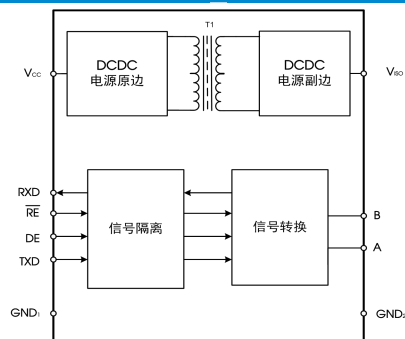 T1
DCDC
电源原边
DCDC
电源副边
Vcc
VISO
RXD
RE
DE
TXD
信号隔离
信号转换
B
A
GND1
GND2